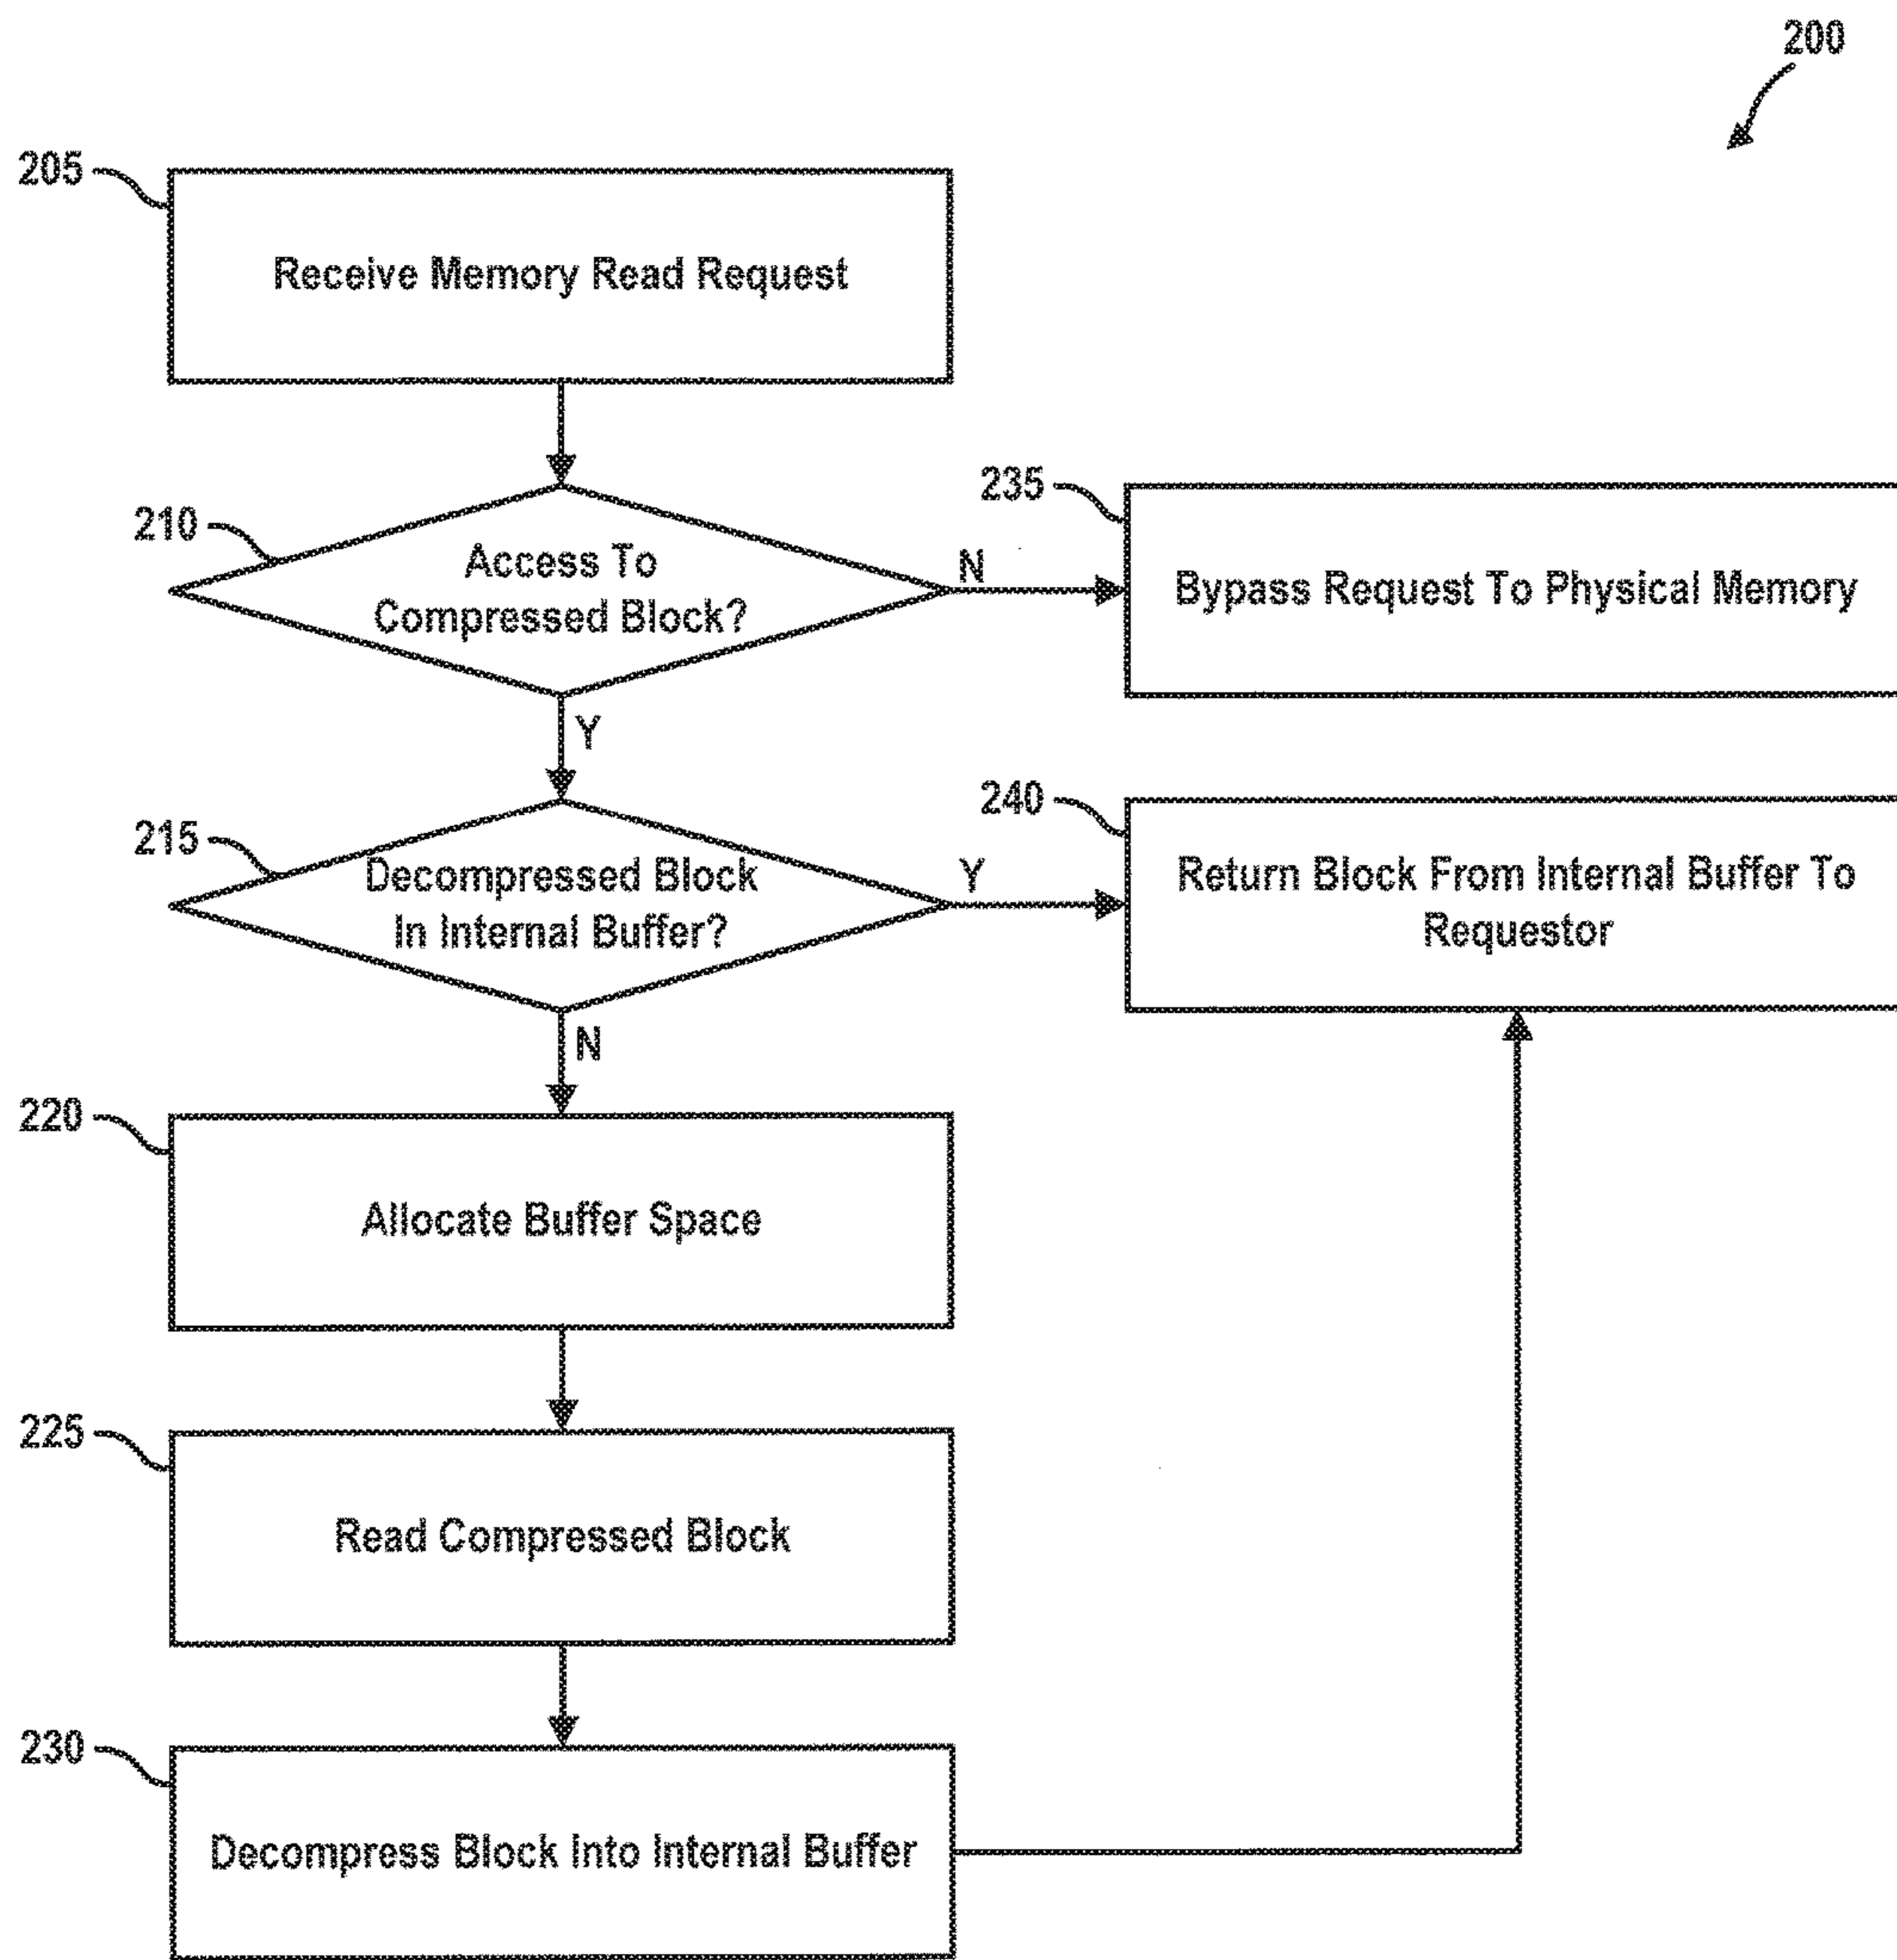 200
205
Receive Memory Read Request
210
Access To
Compressed Block?
N
235
Bypass Request To Physical Memory
Y
215
Decompressed Block
In Internal Buffer?
Y
240
Return Block From Internal Buffer To
Requestor
N
220
Allocate Buffer Space
225
Read Compressed Block
230
Decompress Block Into Internal Buffer